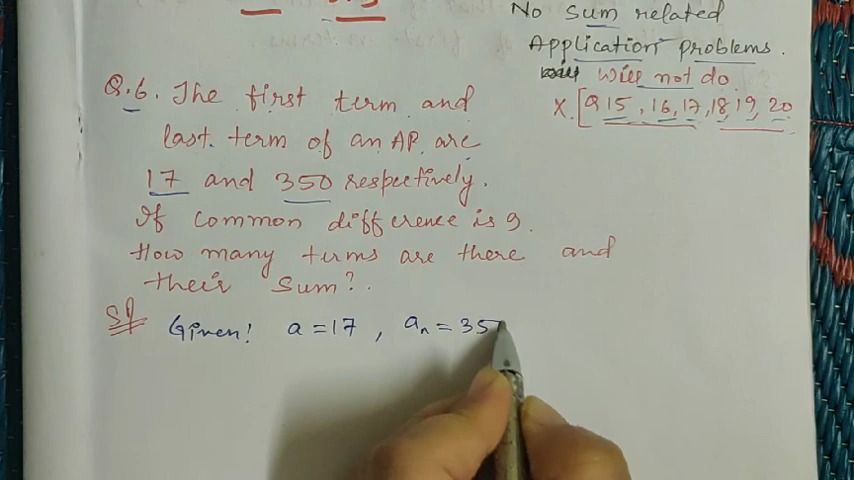 No sum related
Application problems.
will not do.
Q.6. The first term and
last term of an AP are
17 and 350 respectively.
If common difference is 9.
How many terms are there and
their sum?.
Sol Given! a = 17, aₙ = 35
X. [Q 15, 16, 17, 18, 19, 20